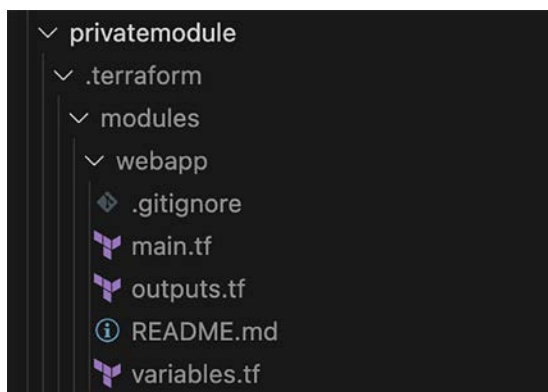 privatemodule
.terraform
modules
webapp
.gitignore
main.tf
outputs.tf
README.md
variables.tf